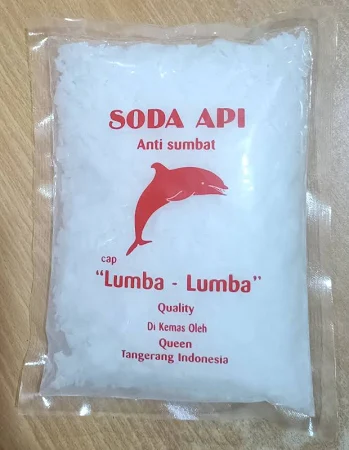 SODA API
Anti sumbat
cap
"Lumba - Lumba"
Quality
Di Kemas Oleh
Queen
Tangerang Indonesia